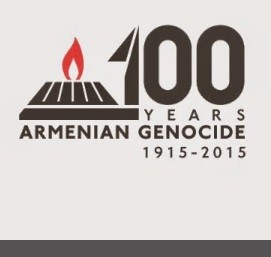 100
YEARS
ARMENIAN GENOCIDE
1915-2015